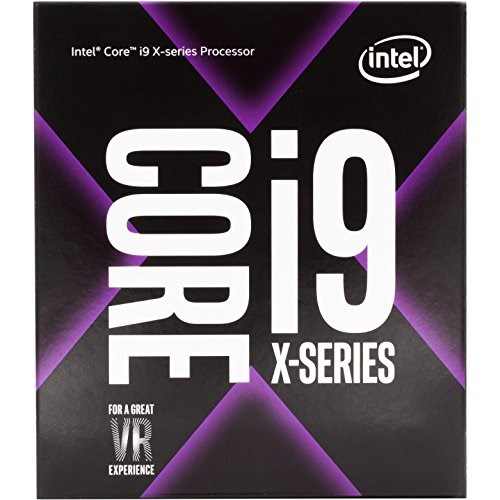 Intel® Core™ i9 X-series Processor
intel®
CORE
i9
X-SERIES
FOR A GREAT
VR
EXPERIENCE